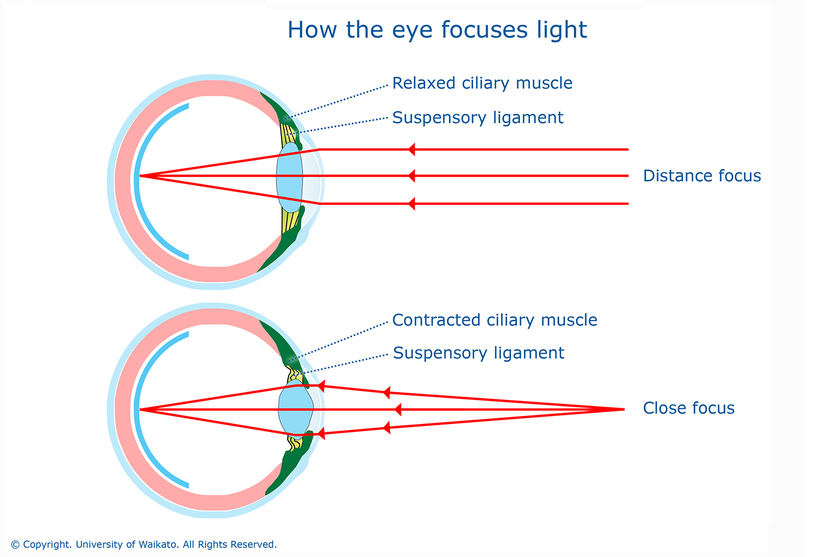 How the eye focuses light
Relaxed ciliary muscle
Suspensory ligament
Distance focus
Contracted ciliary muscle
Suspensory ligament
Close focus
© Copyright. University of Waikato. All Rights Reserved.